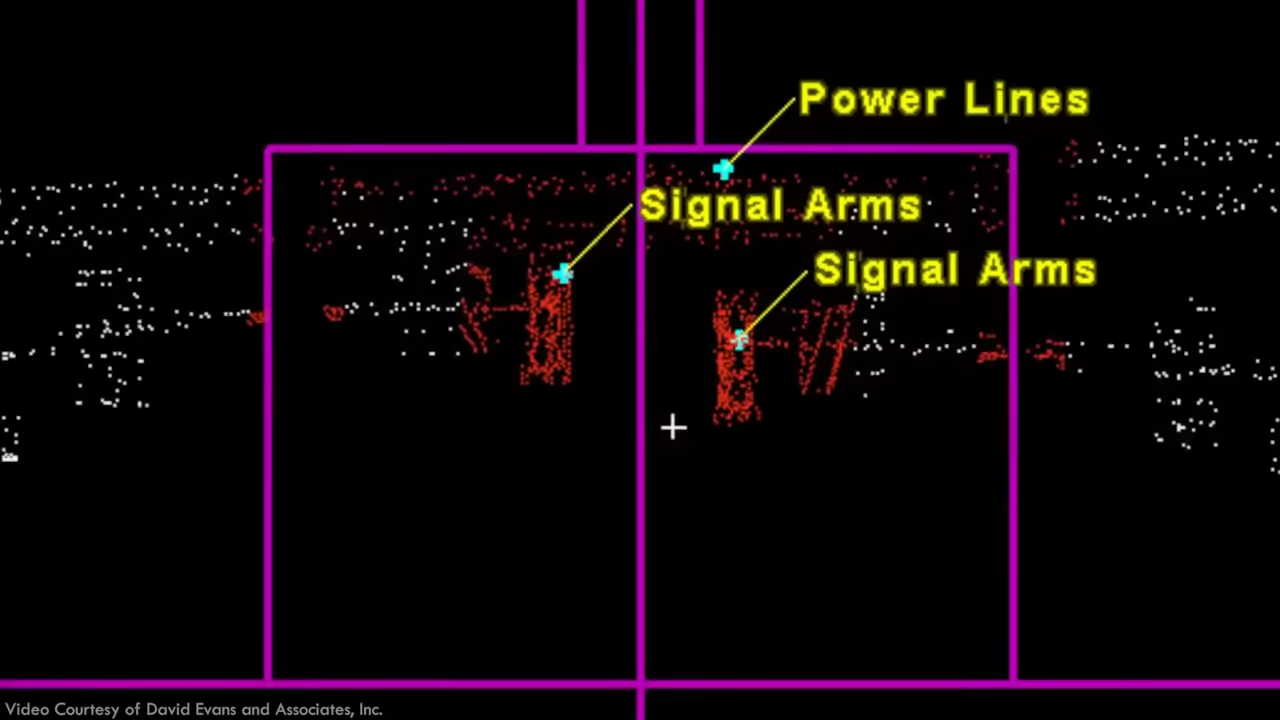 Power Lines
Signal Arms
Signal Arms
Video Courtesy of David Evans and Associates, Inc.